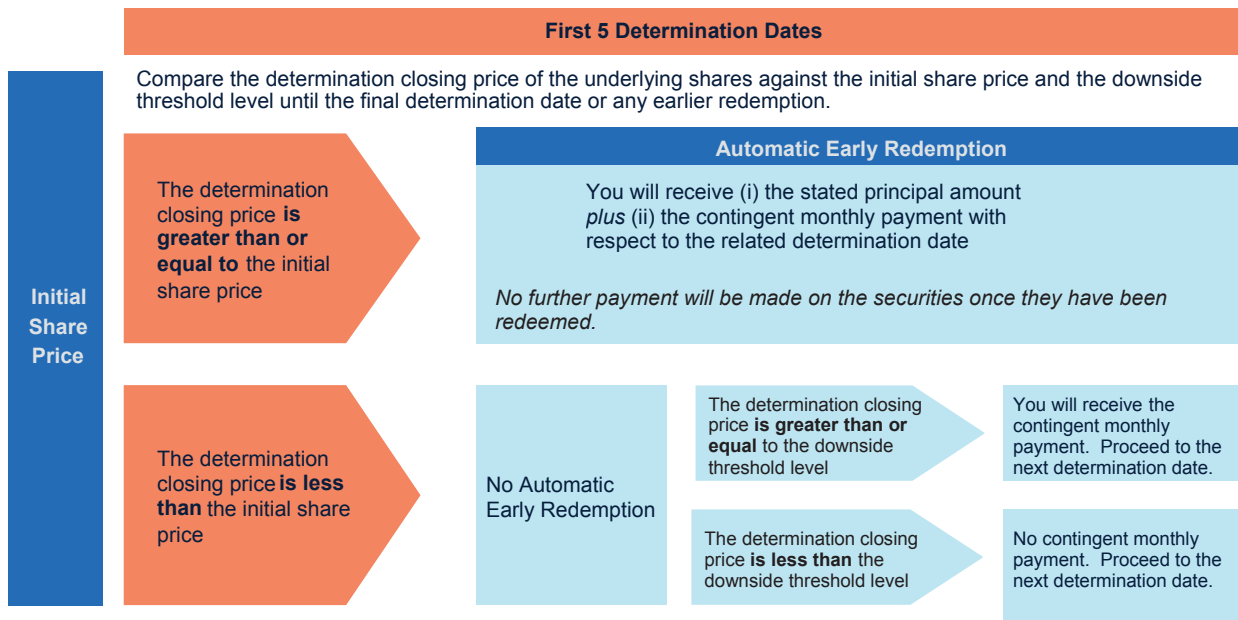 First 5 Determination Dates
Compare the determination closing price of the underlying shares against the initial share price and the downside
threshold level until the final determination date or any earlier redemption.
Initial
Share
Price
The determination
closing price is
greater than or
equal to the initial
share price
Automatic Early Redemption
You will receive (i) the stated principal amount
plus (ii) the contingent monthly payment with
respect to the related determination date
No further payment will be made on the securities once they have been
redeemed.
The determination
closing price is less
than the initial share
price
No Automatic
Early Redemption
The determination closing
price is greater than or
equal to the downside
threshold level
You will receive the
contingent monthly
payment. Proceed to the
next determination date.
The determination closing
price is less than the
downside threshold level
No contingent monthly
payment. Proceed to the
next determination date.